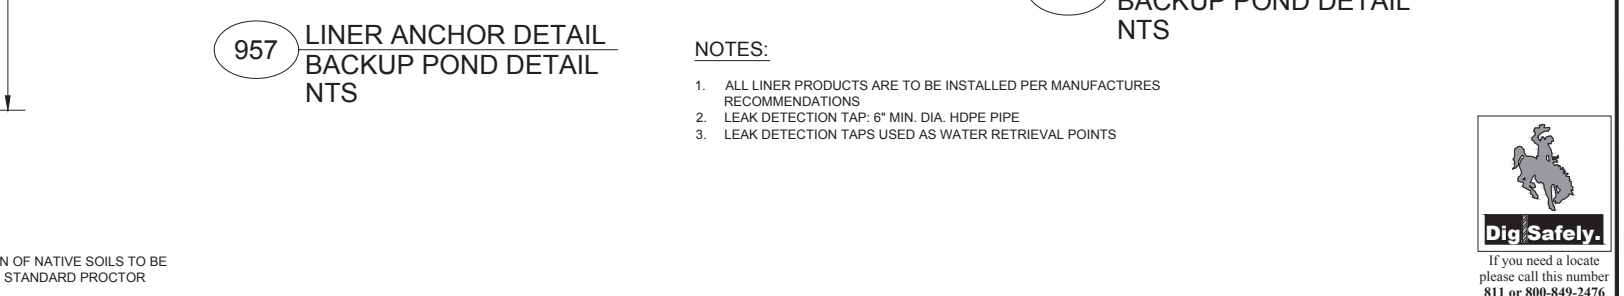 BACKUP POND DETAIL
NTS
957
LINER ANCHOR DETAIL
BACKUP POND DETAIL
NTS
NOTES:
1. ALL LINER PRODUCTS ARE TO BE INSTALLED PER MANUFACTURES
RECOMMENDATIONS
2. LEAK DETECTION TAP: 6" MIN. DIA. HDPE PIPE
3. LEAK DETECTION TAPS USED AS WATER RETRIEVAL POINTS
N OF NATIVE SOILS TO BE
STANDARD PROCTOR
Dig Safely.
If you need a locate
please call this number
811 or 800-849-2476